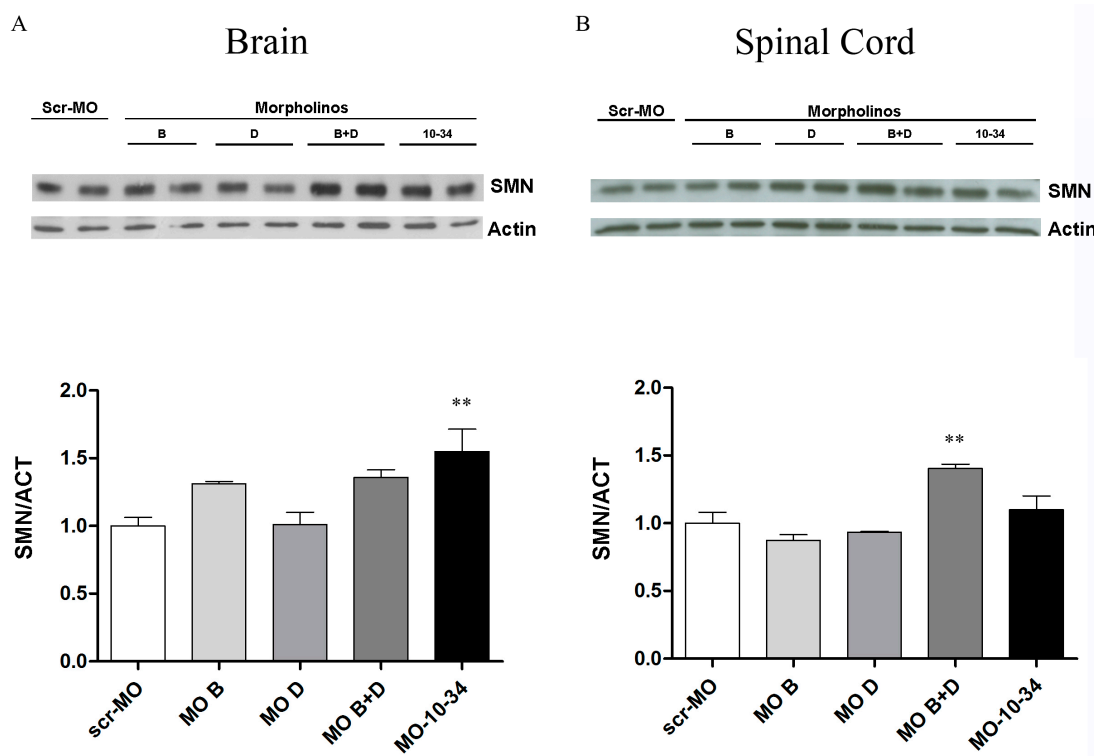 A
Brain
Scr-MO Morpholinos
B D B+D 10-34
SMN
Actin
2.0
**
1.5
1.0
0.5
0.0
SMN/ACT
scr-MO MO B MO D MO B+D MO-10-34
B
Spinal Cord
Scr-MO Morpholinos
B D B+D 10-34
SMN
Actin
2.0
**
1.5
1.0
0.5
0.0
SMN/ACT
scr-MO MO B MO D MO B+D MO-10-34